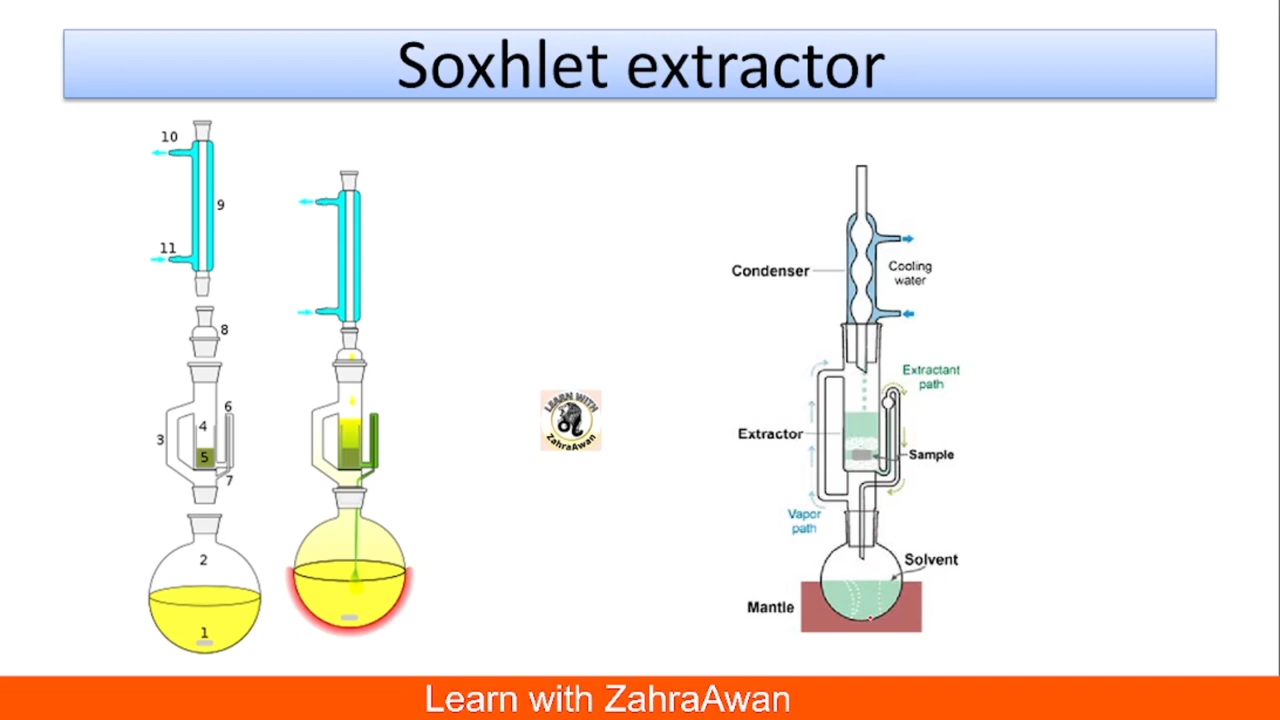 Soxhlet extractor
10
9
11
8
6
4
3
5
7
2
1
LEARN WITH
ZahraAwan
Condenser
Cooling
water
Extractant
path
Extractor
Sample
Vapor
path
Solvent
Mantle
Learn with ZahraAwan